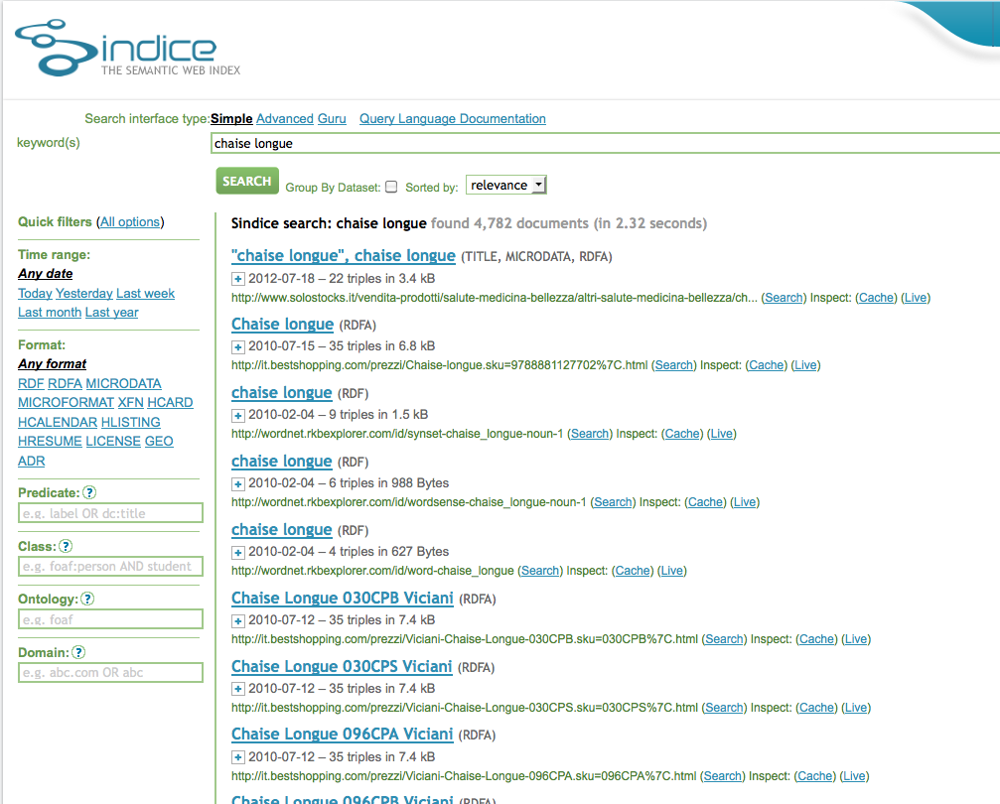 Sindice
THE SEMANTIC WEB INDEX
Search interface type: Simple Advanced Guru Query Language Documentation
keyword(s) chaise longue
SEARCH Group By Dataset: Sorted by: relevance
Quick filters (All options)
Time range:
Any date
Today Yesterday Last week
Last month Last year
Format:
Any format
RDF RDFA MICRODATA
MICROFORMAT XFN HCARD
HCALENDAR HLISTING
HRESUME LICENSE GEO
ADR
Predicate: ?
e.g. label OR dc:title
Class: ?
e.g. foaf:person AND student
Ontology: ?
e.g. foaf
Domain: ?
e.g. abc.com OR abc
Sindice search: chaise longue found 4,782 documents (in 2.32 seconds)
"chaise longue", chaise longue (TITLE, MICRODATA, RDFA)
+ 2012-07-18 – 22 triples in 3.4 kB
http://www.solostocks.it/vendita-prodotti/salute-medicina-bellezza/altri-salute-medicina-bellezza/ch... (Search) Inspect: (Cache) (Live)
Chaise longue (RDFA)
+ 2010-07-15 – 35 triples in 6.8 kB
http://it.bestshopping.com/prezzi/Chaise-longue.sku=9788881127702%7C.html (Search) Inspect: (Cache) (Live)
chaise longue (RDF)
+ 2010-02-04 – 9 triples in 1.5 kB
http://wordnet.rkbexplorer.com/id/synset-chaise_longue-noun-1 (Search) Inspect: (Cache) (Live)
chaise longue (RDF)
+ 2010-02-04 – 6 triples in 988 Bytes
http://wordnet.rkbexplorer.com/id/wordsense-chaise_longue-noun-1 (Search) Inspect: (Cache) (Live)
chaise longue (RDF)
+ 2010-02-04 – 4 triples in 627 Bytes
http://wordnet.rkbexplorer.com/id/word-chaise_longue (Search) Inspect: (Cache) (Live)
Chaise Longue 030CPB Viciani (RDFA)
+ 2010-07-12 – 35 triples in 7.4 kB
http://it.bestshopping.com/prezzi/Viciani-Chaise-Longue-030CPB.sku=030CPB%7C.html (Search) Inspect: (Cache) (Live)
Chaise Longue 030CPS Viciani (RDFA)
+ 2010-07-12 – 35 triples in 7.4 kB
http://it.bestshopping.com/prezzi/Viciani-Chaise-Longue-030CPS.sku=030CPS%7C.html (Search) Inspect: (Cache) (Live)
Chaise Longue 096CPA Viciani (RDFA)
+ 2010-07-12 – 35 triples in 7.4 kB
http://it.bestshopping.com/prezzi/Viciani-Chaise-Longue-096CPA.sku=096CPA%7C.html (Search) Inspect: (Cache) (Live)
Chaise Longue 096CPB Viciani (RDFA)